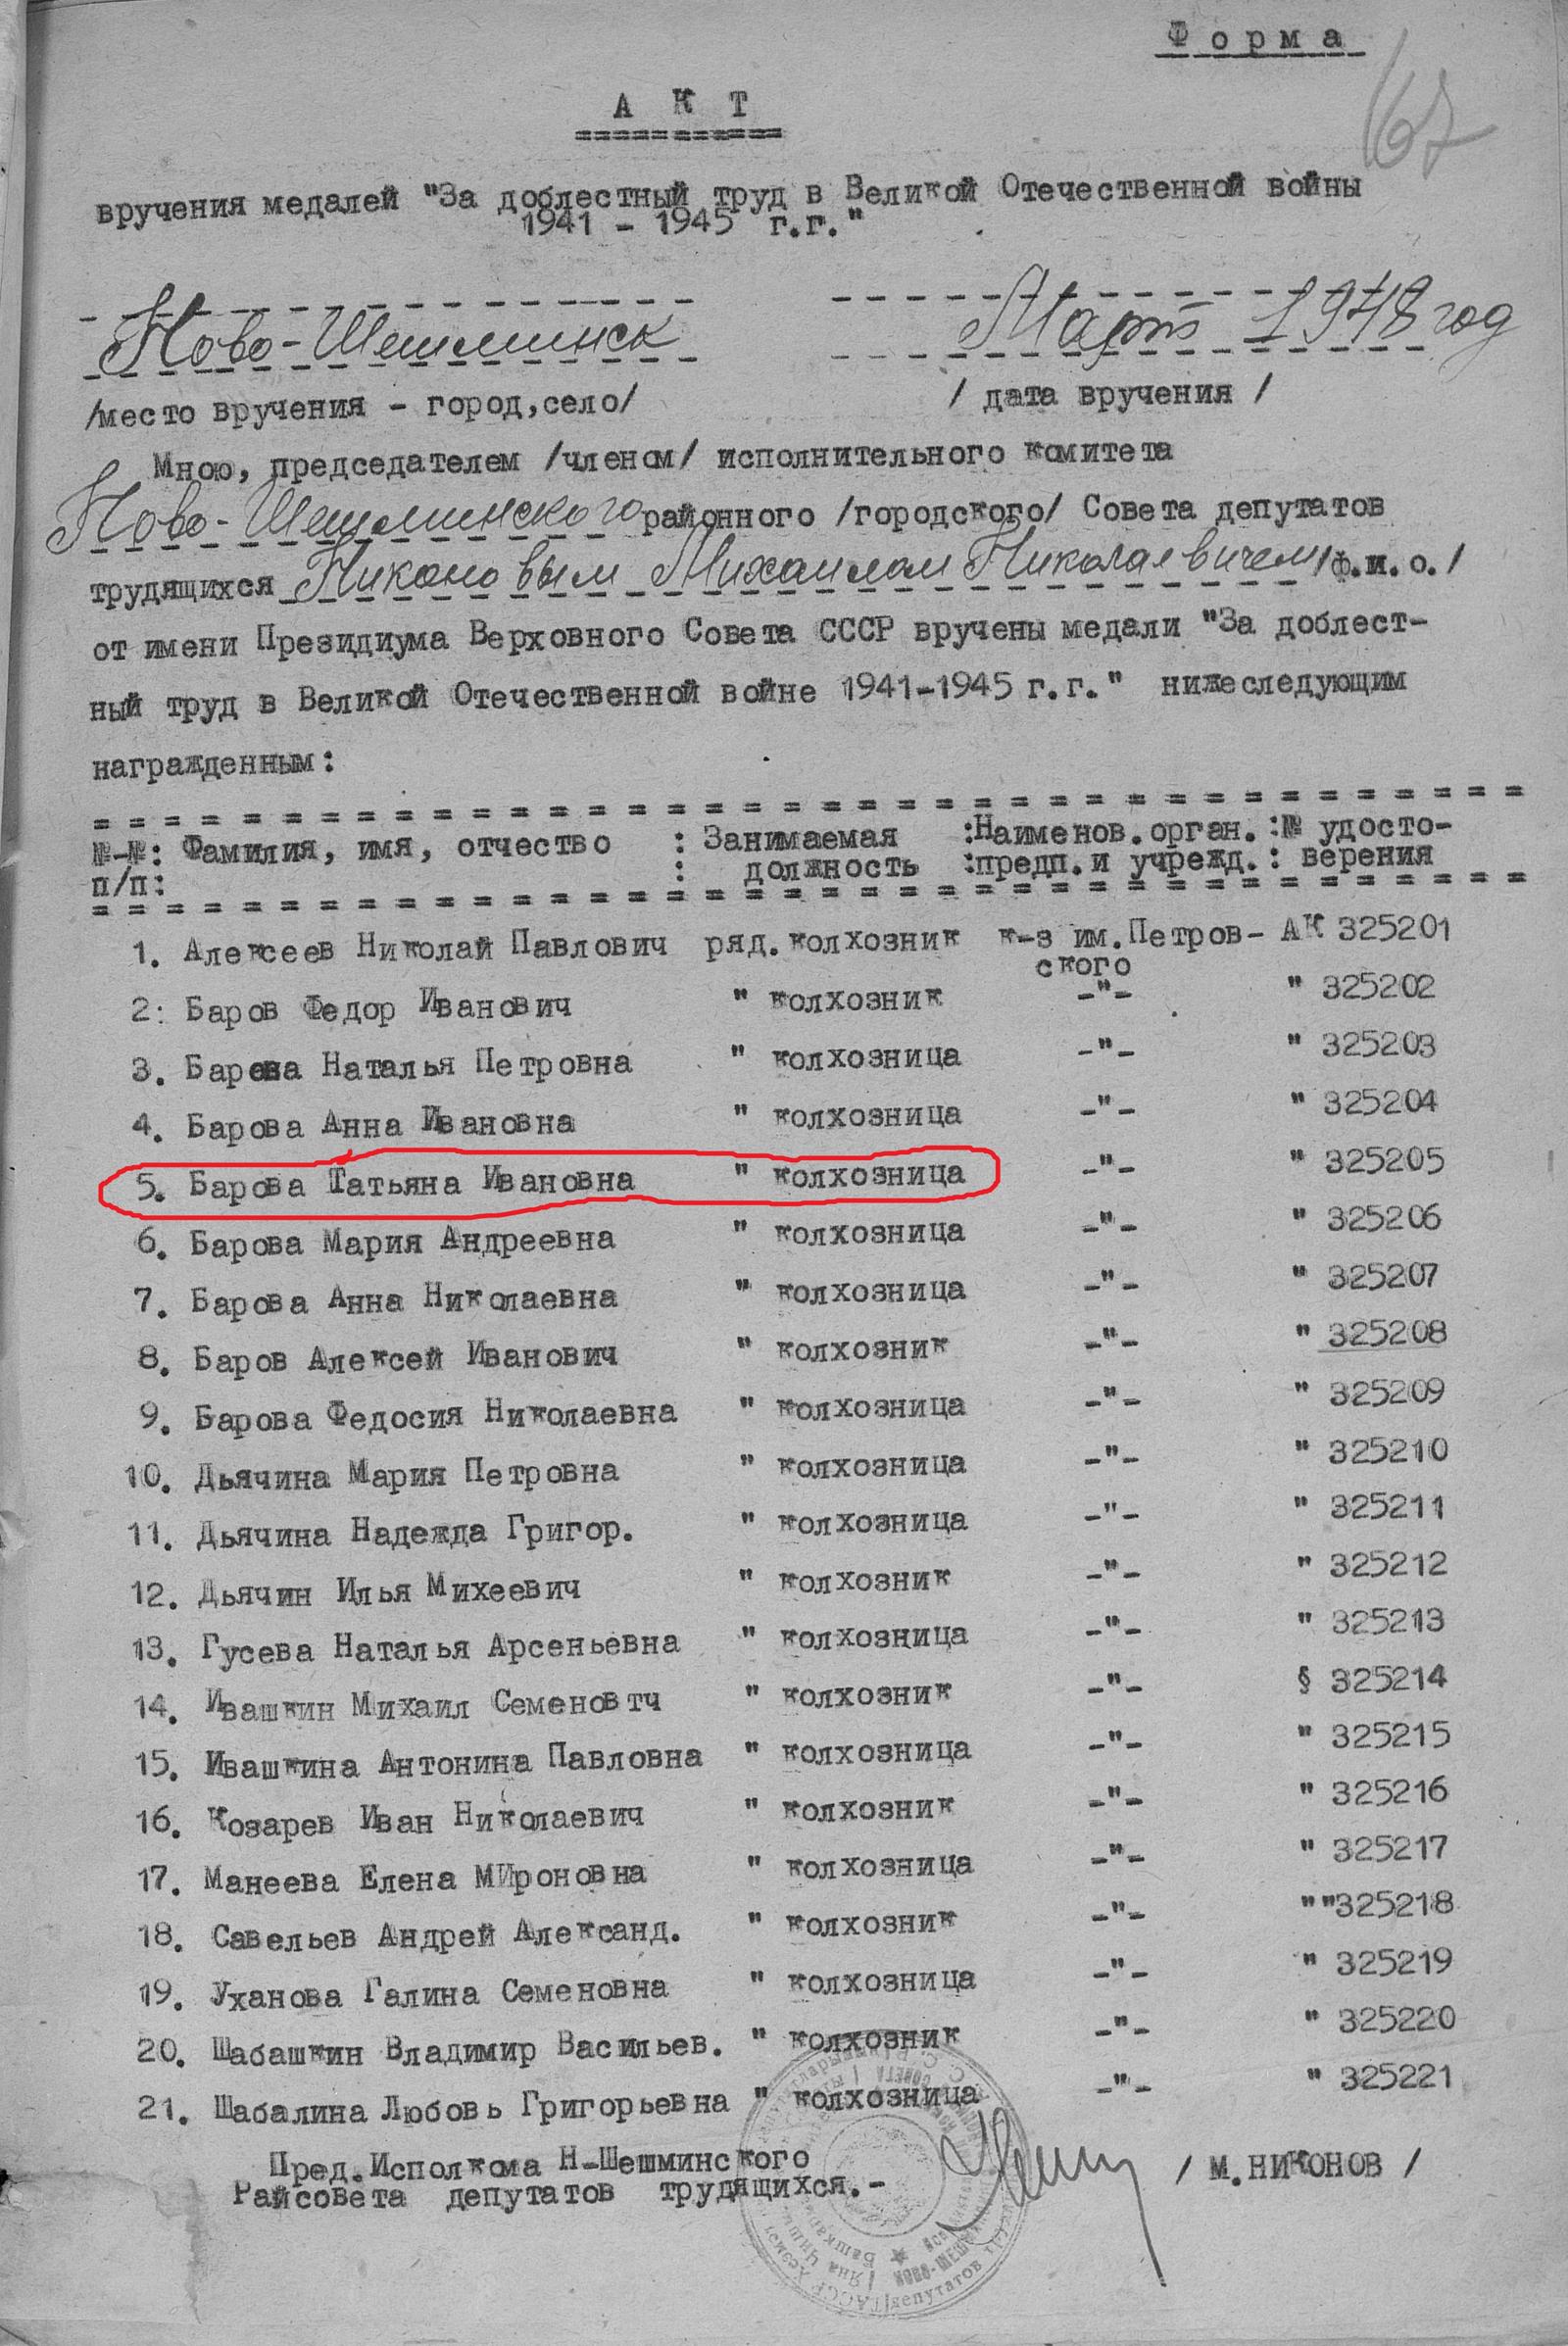 Форма
67
АКТ
вручения медалей "За доблестный труд в Великой Отечественной войны
1941 - 1945 г.г."
Ново-Шешминск Март 1948 год
/место вручения - город,село/ / дата вручения /
Мною, председателем /членом/ исполнительного комитета
Ново-Шешминского районного /городского/ Совета депутатов
трудящихся Никоновым Михаилом Николаевичем /ф.и.о./
от имени Президиума Верховного Совета СССР вручены медали "За доблест-
ный труд в Великой Отечественной войне 1941-1945 г.г." нижеследующим
награжденным:
№-№: Фамилия, имя, отчество : Занимаемая :Наименов.орган. :№ удосто-
п/п: : должность :предп.и учрежд. : верения
1. Алексеев Николай Павлович ряд. колхозник к-з им.Петров- АК 325201
ского
2: Баров Федор Иванович " колхозник -"- " 325202
3. Барова Наталья Петровна " колхозница -"- " 325203
4. Барова Анна Ивановна " колхозница -"- " 325204
5. Барова Татьяна Ивановна " колхозница -"- " 325205
6. Барова Мария Андреевна " колхозница -"- " 325206
7. Барова Анна Николаевна " колхозница -"- " 325207
8. Баров Алексей Иванович " колхозник -"- " 325208
9. Барова Федосия Николаевна " колхозница -"- " 325209
10. Дьячина Мария Петровна " колхозница -"- " 325210
11. Дьячина Надежда Григор. " колхозница -"- " 325211
12. Дьячин Илья Михеевич " колхозник -"- " 325212
13. Гусева Наталья Арсеньевна " колхозница -"- " 325213
14. Ивашкин Михаил Семеновтч " колхозник -"- § 325214
15. Ивашкина Антонина Павловна " колхозница -"- " 325215
16. Козарев Иван Николаевич " колхозник -"- " 325216
17. Манеева Елена МИроновна " колхозница -"- " 325217
18. Савельев Андрей Александ. " колхозник -"- " "325218
19. Уханова Галина Семеновна " колхозница -"- " 325219
20. Шабашкин Владимир Васильев. " колхозник -"- " 325220
21. Шабалина Любовь Григорьевна " колхозница -"- " 325221
Пред.Исполкома Н-Шешминского
Райсовета депутатов трудящихся.- / М.НИКОНОВ /